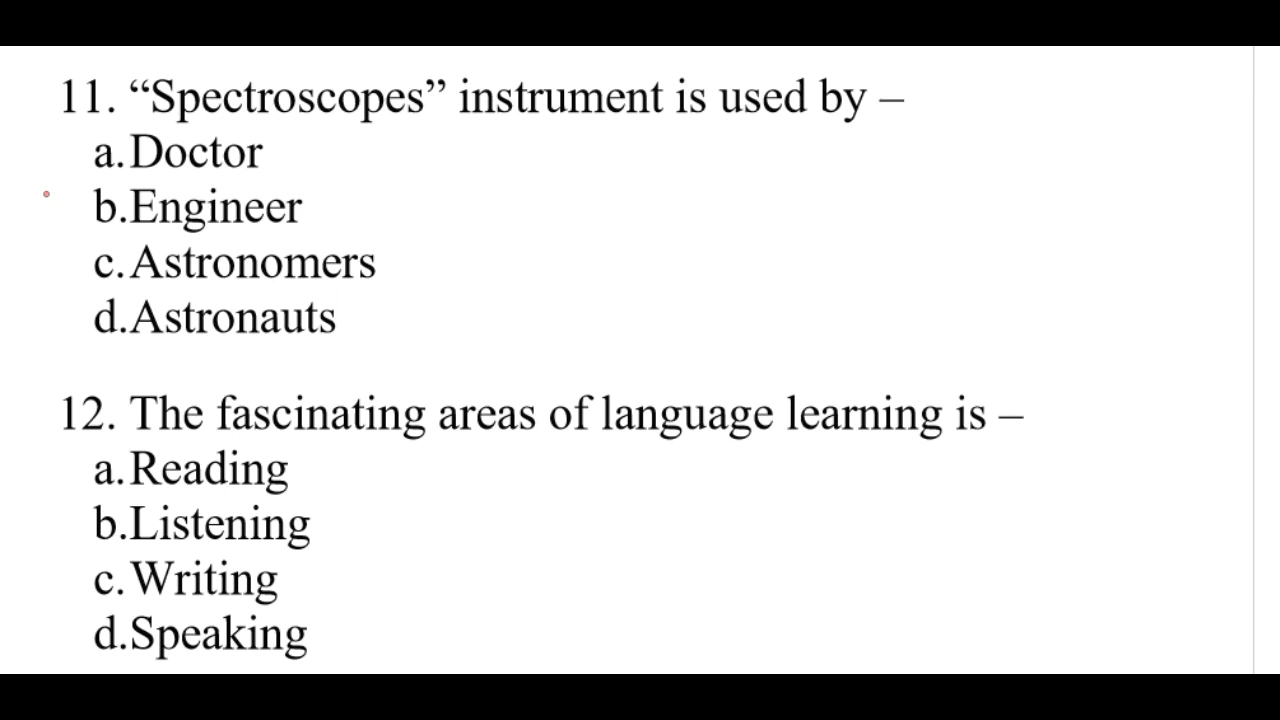 11. “Spectroscopes” instrument is used by –
a. Doctor
b. Engineer
c. Astronomers
d. Astronauts
12. The fascinating areas of language learning is –
a. Reading
b. Listening
c. Writing
d. Speaking